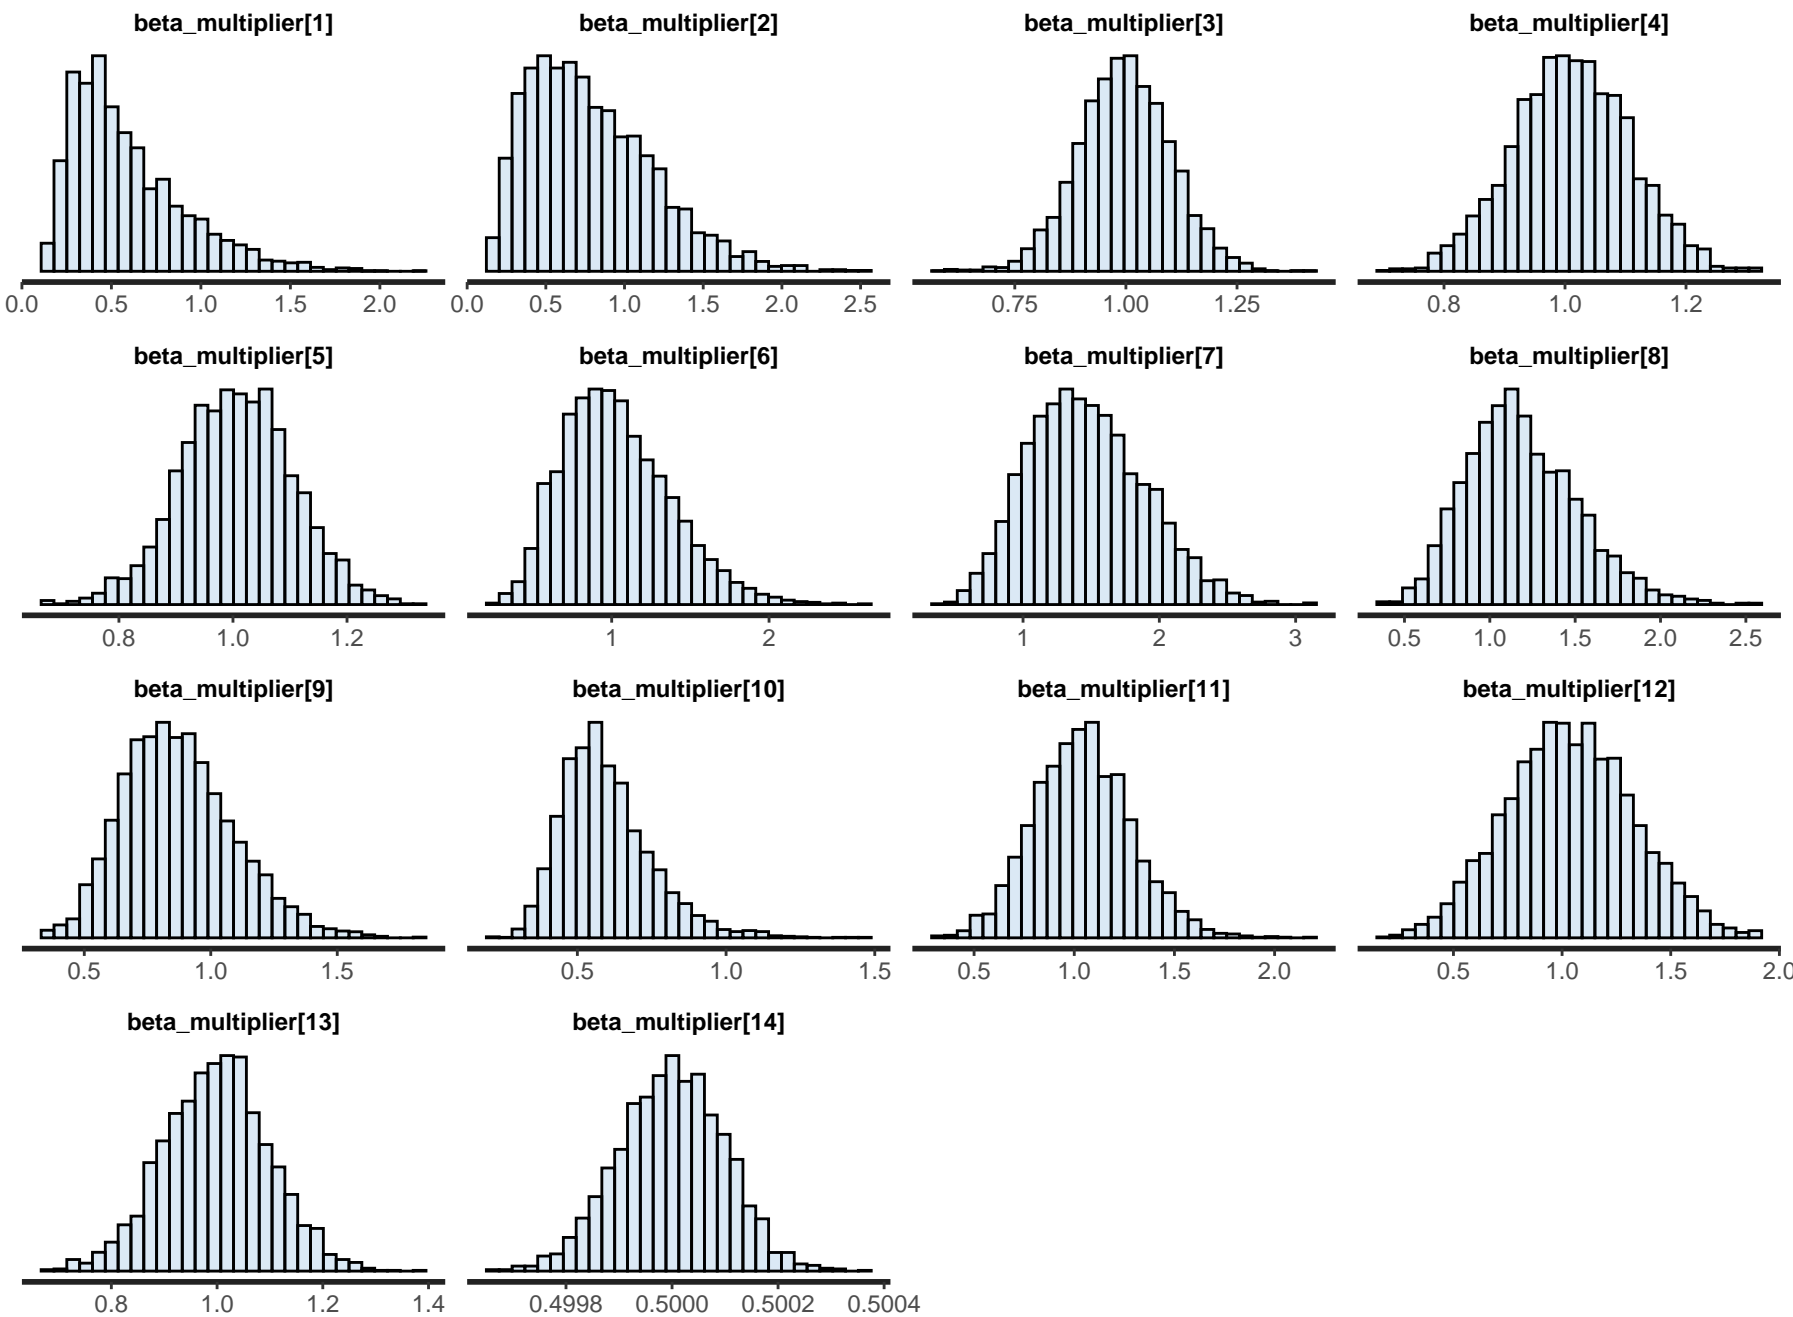 beta_multiplier[1] beta_multiplier[2] beta_multiplier[3] beta_multiplier[4]
0.0 0.5 1.0 1.5 2.0 0.0 0.5 1.0 1.5 2.0 2.5 0.75 1.00 1.25 0.8 1.0 1.2
beta_multiplier[5] beta_multiplier[6] beta_multiplier[7] beta_multiplier[8]
0.8 1.0 1.2 1 2 1 2 3 0.5 1.0 1.5 2.0 2.5
beta_multiplier[9] beta_multiplier[10] beta_multiplier[11] beta_multiplier[12]
0.5 1.0 1.5 0.5 1.0 1.5 0.5 1.0 1.5 2.0 0.5 1.0 1.5 2.0
beta_multiplier[13] beta_multiplier[14]
0.8 1.0 1.2 1.4 0.4998 0.5000 0.5002 0.5004